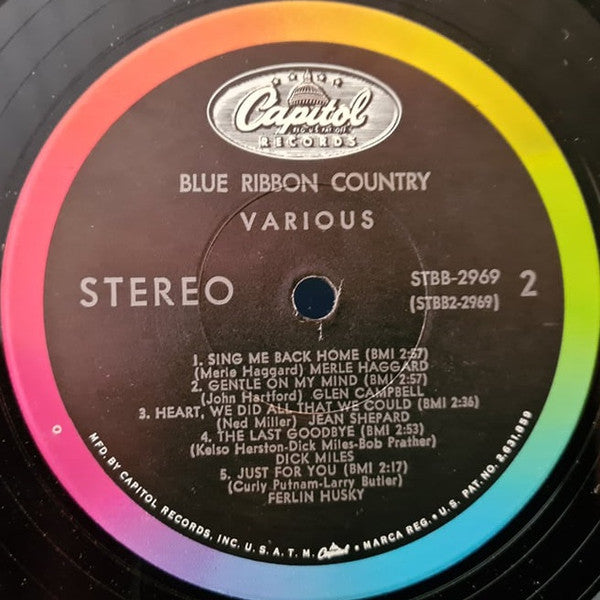 Capitol
REG. U.S. PAT. OFF.
RECORDS
BLUE RIBBON COUNTRY
VARIOUS
STEREO
STBB-2969
(STBB2-2969)
2
1. SING ME BACK HOME (BMI 2:57)
(Merle Haggard) MERLE HAGGARD
2. GENTLE ON MY MIND (BMI 2:57)
(John Hartford) GLEN CAMPBELL
3. HEART, WE DID ALL THAT WE COULD (BMI 2:36)
(Ned Miller) JEAN SHEPARD
4. THE LAST GOODBYE (BMI 2:53)
(Kelso Herston-Dick Miles-Bob Prather)
DICK MILES
5. JUST FOR YOU (BMI 2:17)
(Curly Putnam-Larry Butler)
FERLIN HUSKY
MFD. BY CAPITOL RECORDS, INC. U. S. A. T. M. Capitol • MARCA REG. • U. S. PAT. NO. 2,631,859